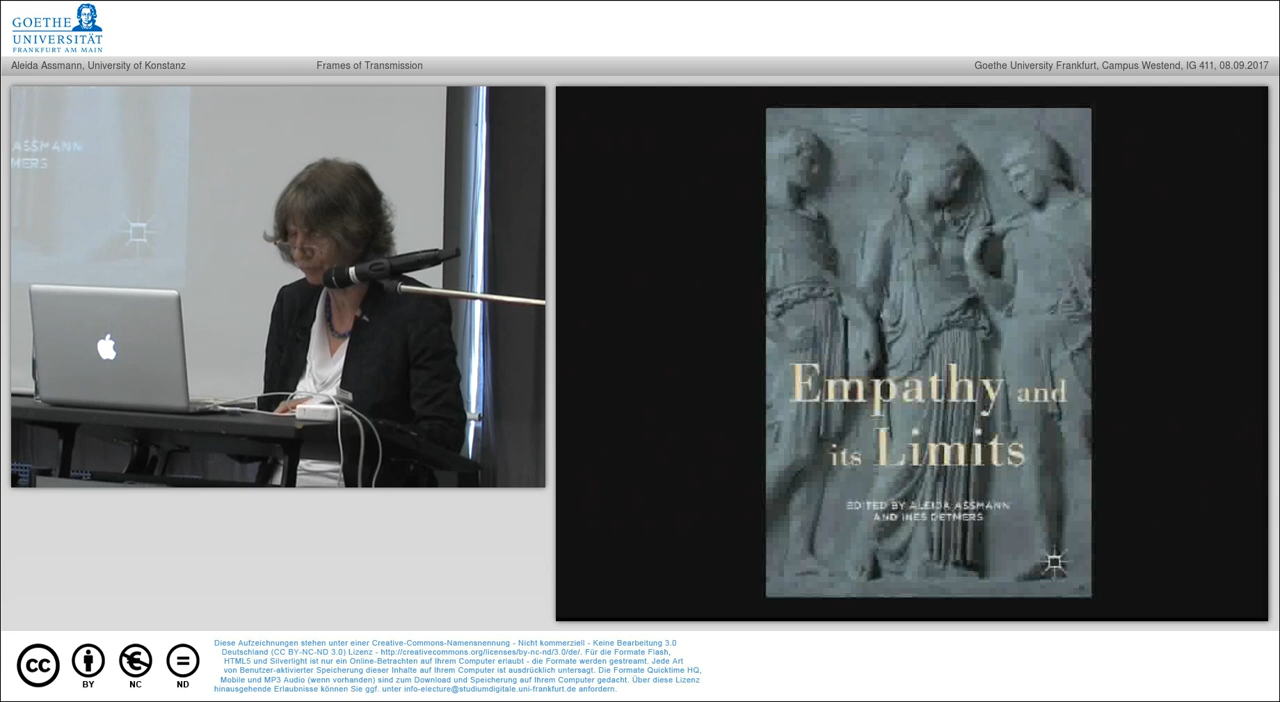 GOETHE
UNIVERSITÄT
FRANKFURT AM MAIN
Aleida Assmann, University of Konstanz
Frames of Transmission
Goethe University Frankfurt, Campus Westend, IG 411, 08.09.2017
ASSMANN
MERS
Empathy and
its Limits
EDITED BY ALEIDA ASSMANN
AND INES DETMERS
cc
BY
NC
ND
Diese Aufzeichnungen stehen unter einer Creative-Commons-Namensnennung - Nicht kommerziell - Keine Bearbeitung 3.0
Deutschland (CC BY-NC-ND 3.0) Lizenz - http://creativecommons.org/licenses/by-nc-nd/3.0/de/. Für die Formate Flash,
HTML5 und Silverlight ist nur ein Online-Betrachten auf Ihrem Computer erlaubt - die Formate werden gestreamt. Jede Art
von Benutzer-aktivierter Speicherung dieser Inhalte auf Ihrem Computer ist ausdrücklich untersagt. Die Formate Quicktime HQ,
Mobile und MP3 Audio (wenn vorhanden) sind zum Download und Speicherung auf Ihrem Computer gedacht. Über diese Lizenz
hinausgehende Erlaubnisse können Sie ggf. unter info-electure@studiumdigitale.uni-frankfurt.de anfordern.